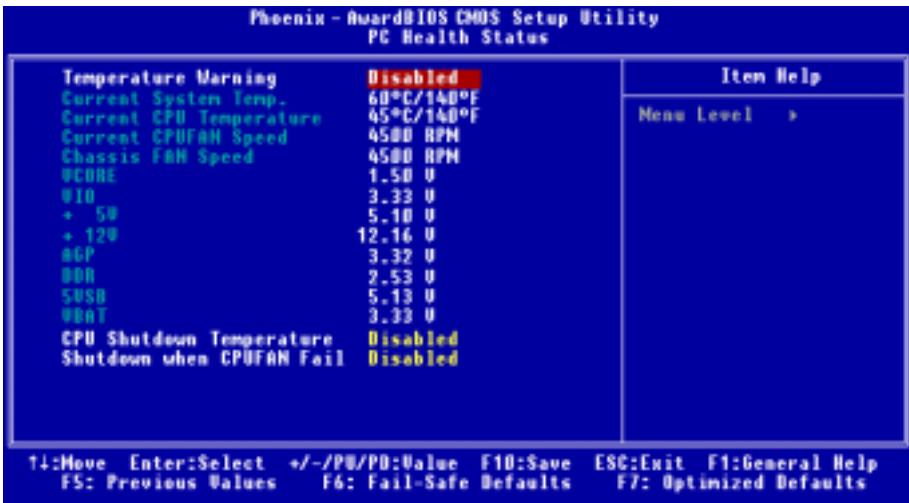 Phoenix - AwardBIOS CMOS Setup Utility
PC Health Status
Temperature Warning Disabled
Current System Temp. 60°C/140°F
Current CPU Temperature 45°C/140°F
Current CPUFAN Speed 4500 RPM
Chassis FAN Speed 4500 RPM
VCORE 1.50 V
VIO 3.33 V
+ 5V 5.10 V
+ 12V 12.16 V
AGP 3.32 V
DDR 2.53 V
5VSB 5.13 V
VBAT 3.33 V
CPU Shutdown Temperature Disabled
Shutdown when CPUFAN Fail Disabled
Item Help
Menu Level ▸
↑↓:Move Enter:Select +/-/PU/PD:Value F10:Save ESC:Exit F1:General Help
F5: Previous Values F6: Fail-Safe Defaults F7: Optimized Defaults